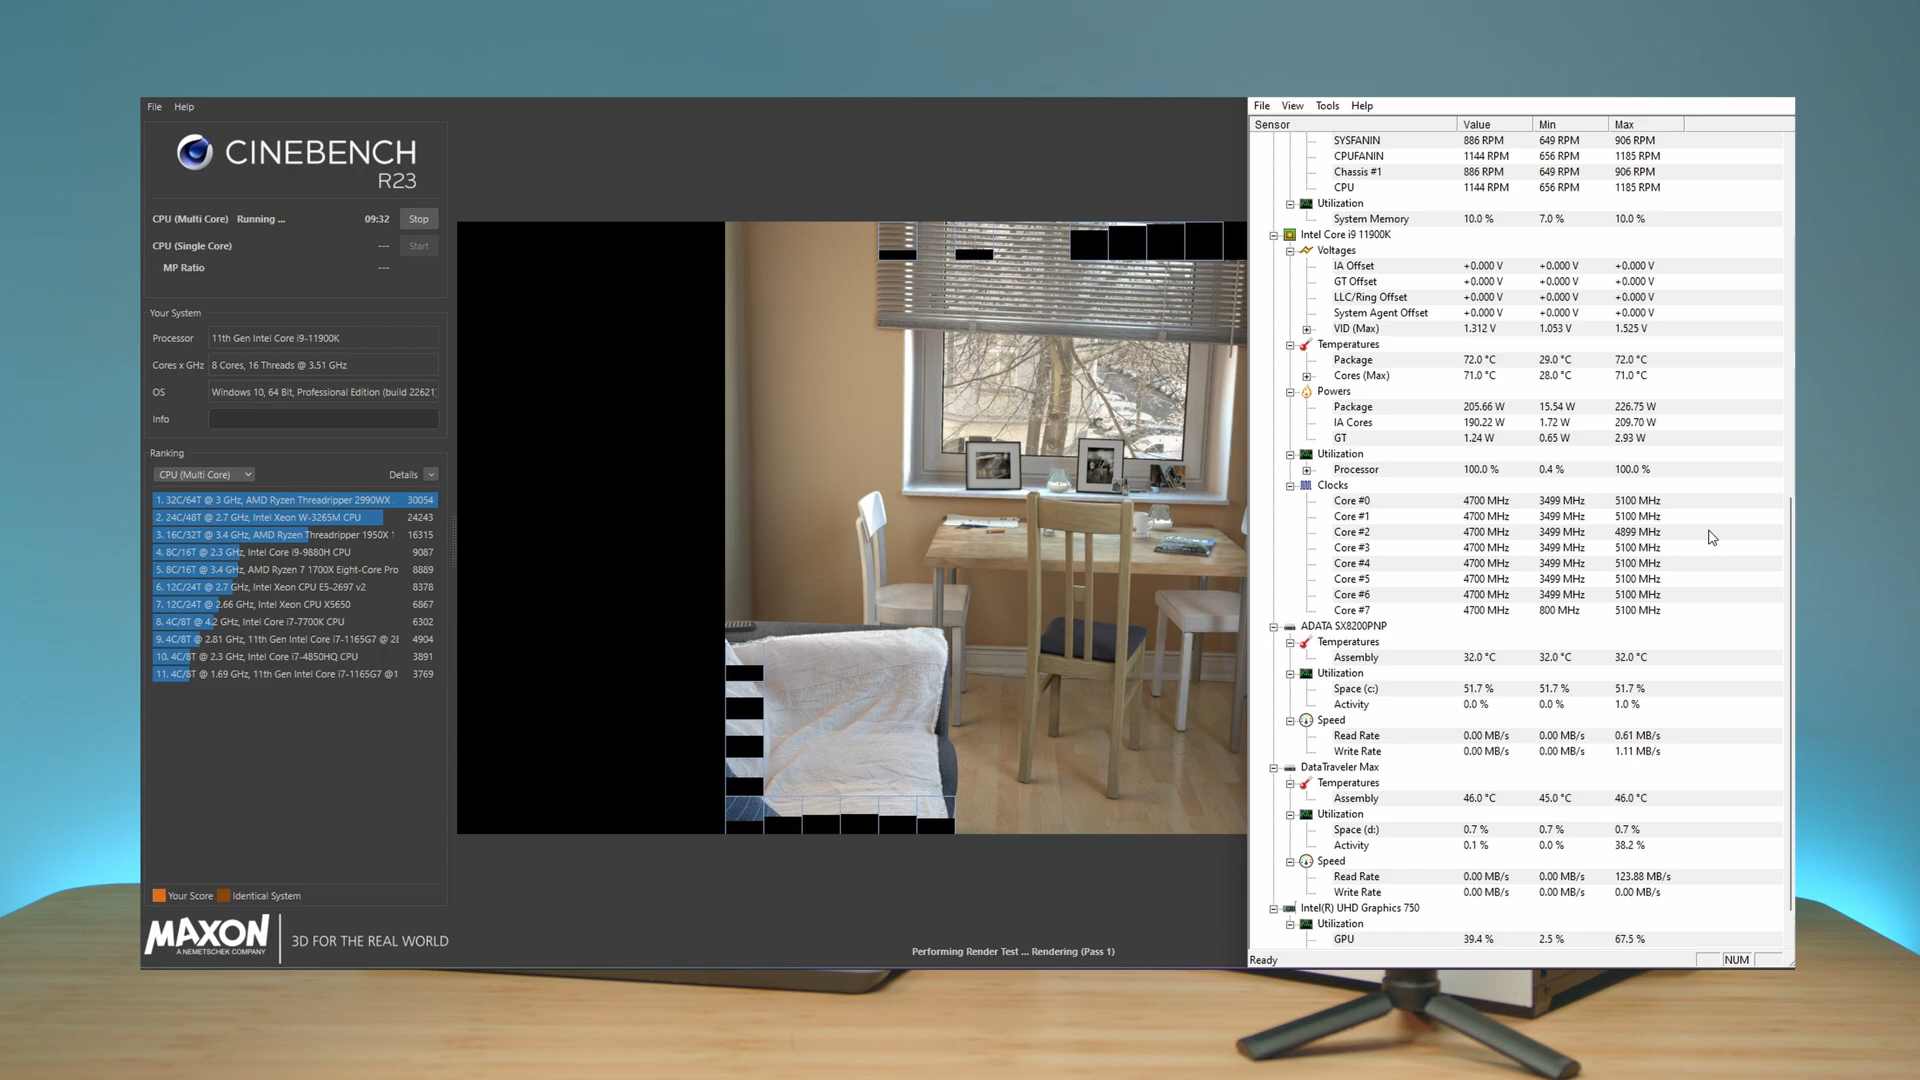 File Help
CINEBENCH
R23
CPU (Multi Core) Running ... 09:32 Stop
CPU (Single Core) --- Start
MP Ratio ---
Your System
Processor 11th Gen Intel Core i9-11900K
Cores x GHz 8 Cores, 16 Threads @ 3.51 GHz
OS Windows 10, 64 Bit, Professional Edition (build 22621)
Info
Ranking
CPU (Multi Core) Details
1. 32C/64T @ 3 GHz, AMD Ryzen Threadripper 2990WX 30054
2. 24C/48T @ 2.7 GHz, Intel Xeon W-3265M CPU 24243
3. 16C/32T @ 3.4 GHz, AMD Ryzen Threadripper 1950X 16315
4. 8C/16T @ 2.3 GHz, Intel Core i9-9880H CPU 9087
5. 8C/16T @ 3.4 GHz, AMD Ryzen 7 1700X Eight-Core Pro 8889
6. 12C/24T @ 2.7 GHz, Intel Xeon CPU E5-2697 v2 8378
7. 12C/24T @ 2.66 GHz, Intel Xeon CPU X5650 6867
8. 4C/8T @ 4.2 GHz, Intel Core i7-7700K CPU 6302
9. 4C/8T @ 2.81 GHz, 11th Gen Intel Core i7-1165G7 @ 28 4904
10. 4C/8T @ 2.3 GHz, Intel Core i7-4850HQ CPU 3891
11. 4C/8T @ 1.69 GHz, 11th Gen Intel Core i7-1165G7 @1 3769
Your Score Identical System
MAXON
A NEMETSCHEK COMPANY
3D FOR THE REAL WORLD
Performing Render Test ... Rendering (Pass 1)
File View Tools Help
Sensor Value Min Max
SYSFANIN 886 RPM 649 RPM 906 RPM
CPUFANIN 1144 RPM 656 RPM 1185 RPM
Chassis #1 886 RPM 649 RPM 906 RPM
CPU 1144 RPM 656 RPM 1185 RPM
Utilization
System Memory 10.0 % 7.0 % 10.0 %
Intel Core i9 11900K
Voltages
IA Offset +0.000 V +0.000 V +0.000 V
GT Offset +0.000 V +0.000 V +0.000 V
LLC/Ring Offset +0.000 V +0.000 V +0.000 V
System Agent Offset +0.000 V +0.000 V +0.000 V
VID (Max) 1.312 V 1.053 V 1.525 V
Temperatures
Package 72.0 °C 29.0 °C 72.0 °C
Cores (Max) 71.0 °C 28.0 °C 71.0 °C
Powers
Package 205.66 W 15.54 W 226.75 W
IA Cores 190.22 W 1.72 W 209.70 W
GT 1.24 W 0.65 W 2.93 W
Utilization
Processor 100.0 % 0.4 % 100.0 %
Clocks
Core #0 4700 MHz 3499 MHz 5100 MHz
Core #1 4700 MHz 3499 MHz 5100 MHz
Core #2 4700 MHz 3499 MHz 4899 MHz
Core #3 4700 MHz 3499 MHz 5100 MHz
Core #4 4700 MHz 3499 MHz 5100 MHz
Core #5 4700 MHz 3499 MHz 5100 MHz
Core #6 4700 MHz 3499 MHz 5100 MHz
Core #7 4700 MHz 800 MHz 5100 MHz
ADATA SX8200PNP
Temperatures
Assembly 32.0 °C 32.0 °C 32.0 °C
Utilization
Space (c:) 51.7 % 51.7 % 51.7 %
Activity 0.0 % 0.0 % 1.0 %
Speed
Read Rate 0.00 MB/s 0.00 MB/s 0.61 MB/s
Write Rate 0.00 MB/s 0.00 MB/s 1.11 MB/s
DataTraveler Max
Temperatures
Assembly 46.0 °C 45.0 °C 46.0 °C
Utilization
Space (d:) 0.7 % 0.7 % 0.7 %
Activity 0.1 % 0.0 % 38.2 %
Speed
Read Rate 0.00 MB/s 0.00 MB/s 123.88 MB/s
Write Rate 0.00 MB/s 0.00 MB/s 0.00 MB/s
Intel(R) UHD Graphics 750
Utilization
GPU 39.4 % 2.5 % 67.5 %
Ready NUM